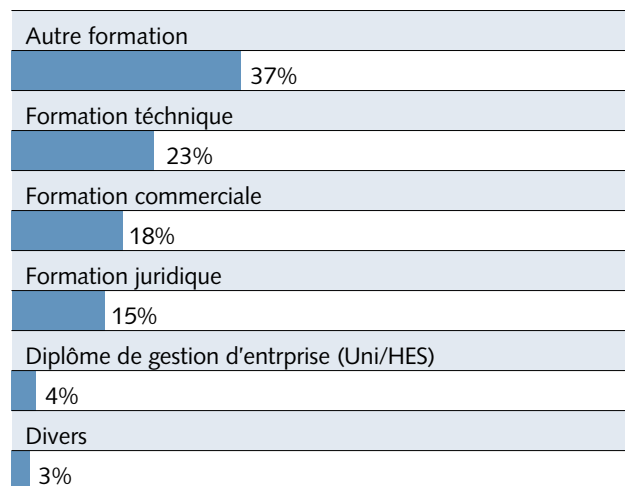 Autre formation
37%
Formation téchnique
23%
Formation commerciale
18%
Formation juridique
15%
Diplôme de gestion d'entrprise (Uni/HES)
4%
Divers
3%